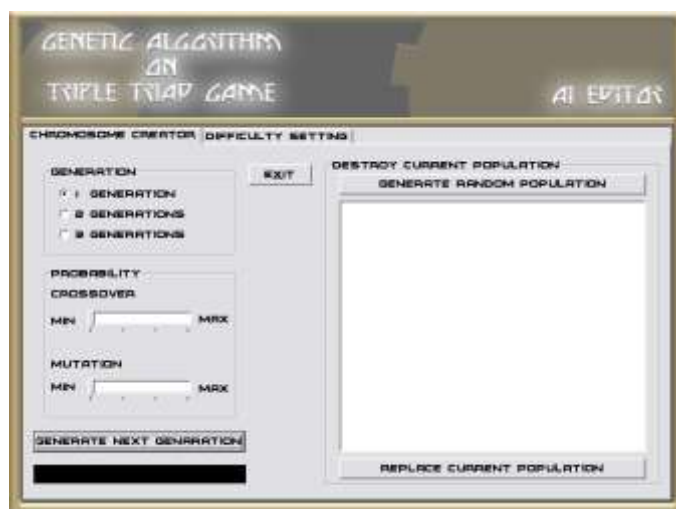 GENETIC ALGORITHM
ON
TRIPLE TRIAD GAME
AI EDITOR
CHROMOSOME CREATOR
DIFFICULTY SETTING
GENERATION
1 GENERATION
2 GENERATIONS
3 GENERATIONS
EXIT
PROBABILITY
CROSSOVER
MIN MAX
MUTATION
MIN MAX
GENERATE NEXT GENARATION
DESTROY CURRENT POPULATION
GENERATE RANDOM POPULATION
REPLACE CURRENT POPULATION